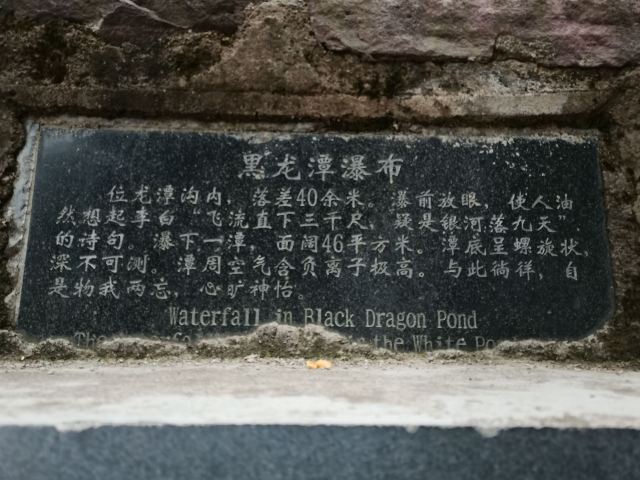 黑龙潭瀑布
位龙潭沟内，落差40余米。瀑前放眼，使人油
然想起李白“飞流直下三千尺，疑是银河落九天”
的诗句。瀑下一潭，面阔46平方米。潭底呈螺旋状，
深不可测。潭周空气含负离子极高。与此徜徉，自
是物我两忘，心旷神怡。
Waterfall in Black Dragon Pond
in the White